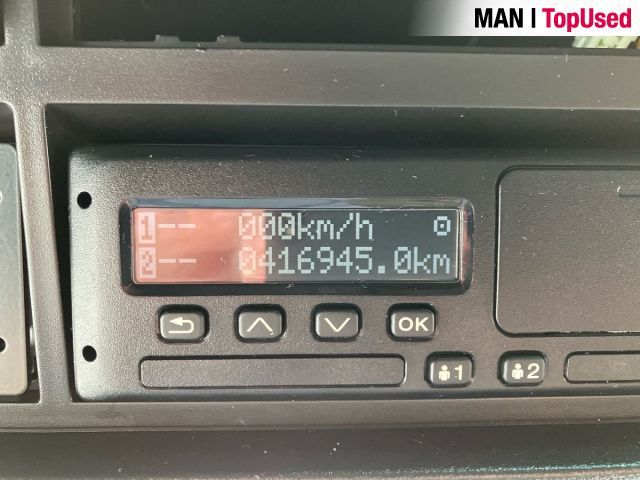 MAN | TopUsed
1-- 000km/h
2-- 0416945.0km
OK
1 2